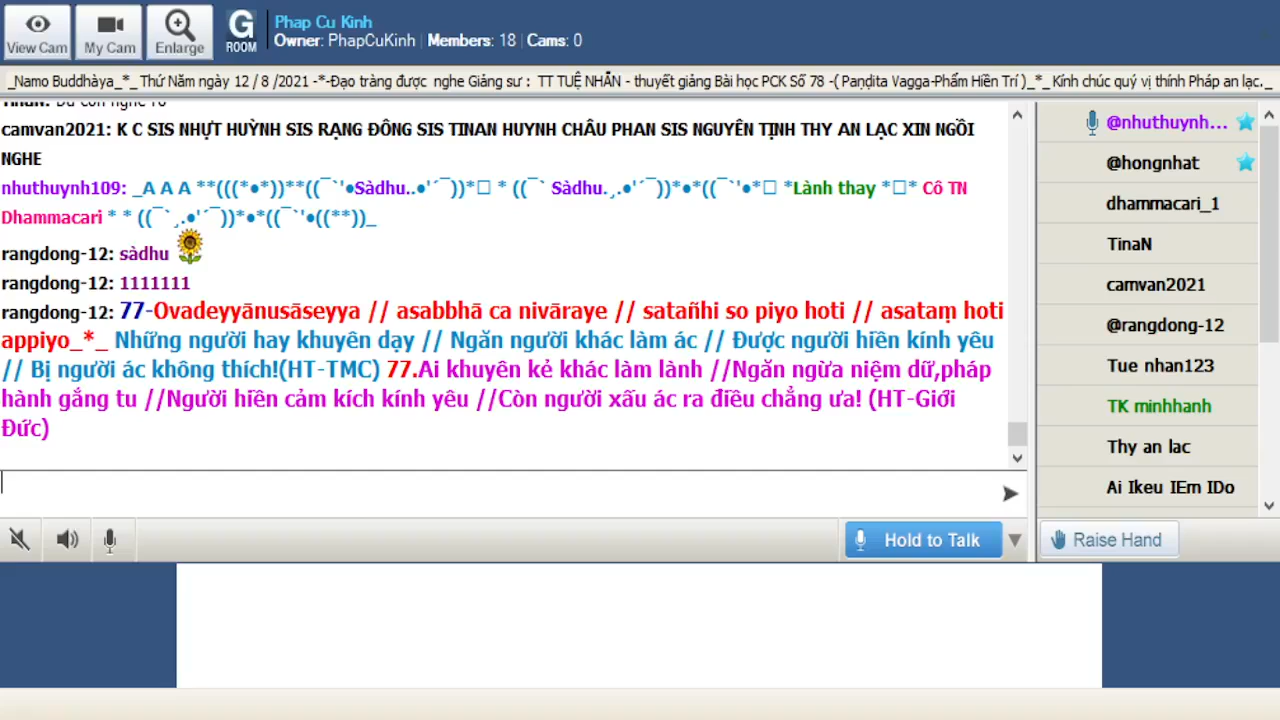 View Cam
My Cam
Enlarge
G
ROOM
Phap Cu Kinh
Owner: PhapCuKinh | Members: 18 | Cams: 0
_Namo Buddhàya_*_ Thứ Năm ngày 12 / 8 /2021 -*-Đạo tràng được nghe Giảng sư : TT TUỆ NHẪN - thuyết giảng Bài học PCK Số 78 -( Paṇḍita Vagga-Phẩm Hiền Trí )_*_ Kính chúc quý vị thính Pháp an lạc._
camvan2021: K C SIS NHỰT HUỲNH SIS RẠNG ĐÔNG SIS TINAN HUYNH CHÂU PHAN SIS NGUYÊN TỊNH THY AN LẠC XIN NGỒI
NGHE
nhuthuynh109: _A A A **(((*●*))**((¯`'●Sàdhu..●'´¯))*□ * ((¯` Sàdhu.¸.●'´¯))*●*((¯`'●*□ *Lành thay *□* Cô TN
Dhammacari * * ((¯`¸.●'´¯))*●*((¯`'●((**))_
rangdong-12: sàdhu
rangdong-12: 1111111
rangdong-12: 77-Ovadeyyānusāseyya // asabbhā ca nivāraye // satañhi so piyo hoti // asataṃ hoti
appiyo_*_ Những người hay khuyên dạy // Ngăn người khác làm ác // Được người hiền kính yêu
// Bị người ác không thích!(HT-TMC) 77.Ai khuyên kẻ khác làm lành //Ngăn ngừa niệm dữ,pháp
hành gắng tu //Người hiền cảm kích kính yêu //Còn người xấu ác ra điều chẳng ưa! (HT-Giới
Đức)
@nhuthuynh...
@hongnhat
dhammacari_1
TinaN
camvan2021
@rangdong-12
Tue nhan123
TK minhhanh
Thy an lac
Ai Ikeu IEm IDo
Hold to Talk
Raise Hand